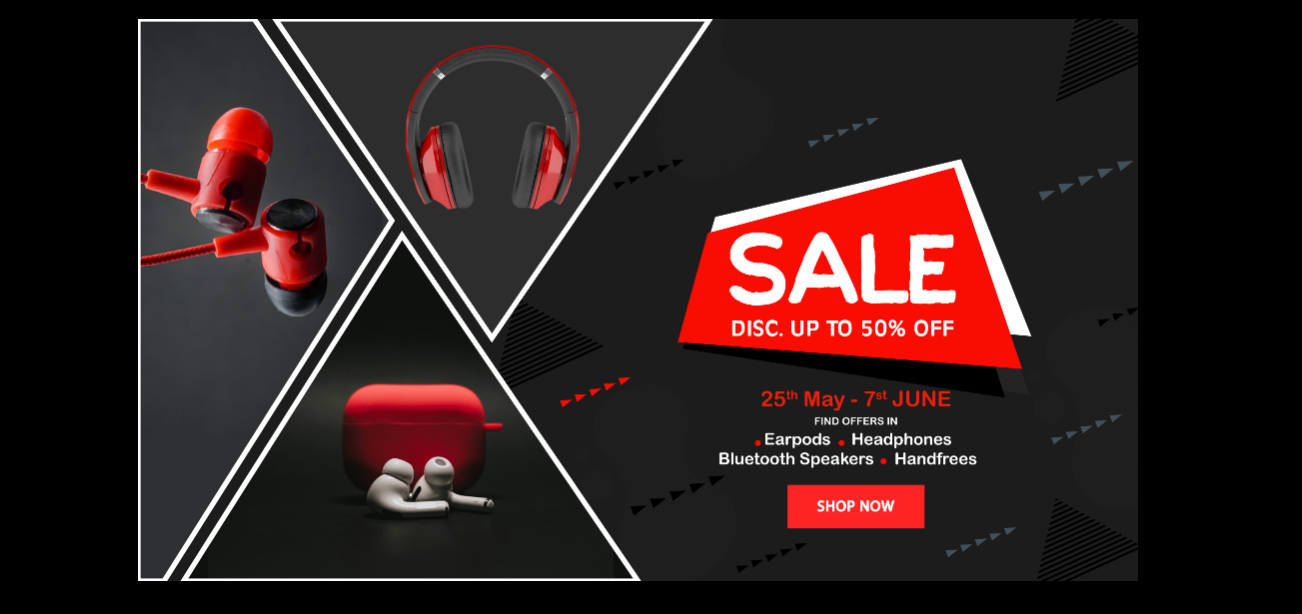 SALE
DISC. UP TO 50% OFF
25th May - 7st JUNE
FIND OFFERS IN
• Earpods • Headphones
Bluetooth Speakers • Handfrees
SHOP NOW